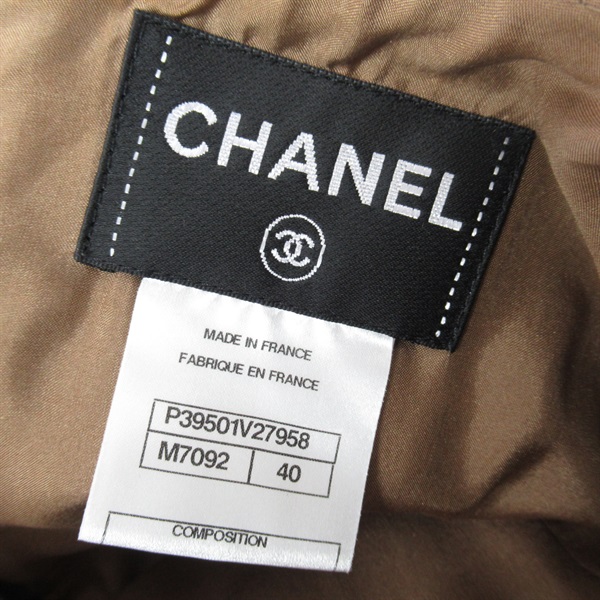 CHANEL
MADE IN FRANCE
FABRIQUE EN FRANCE
P39501V27958
M7092 40
COMPOSITION